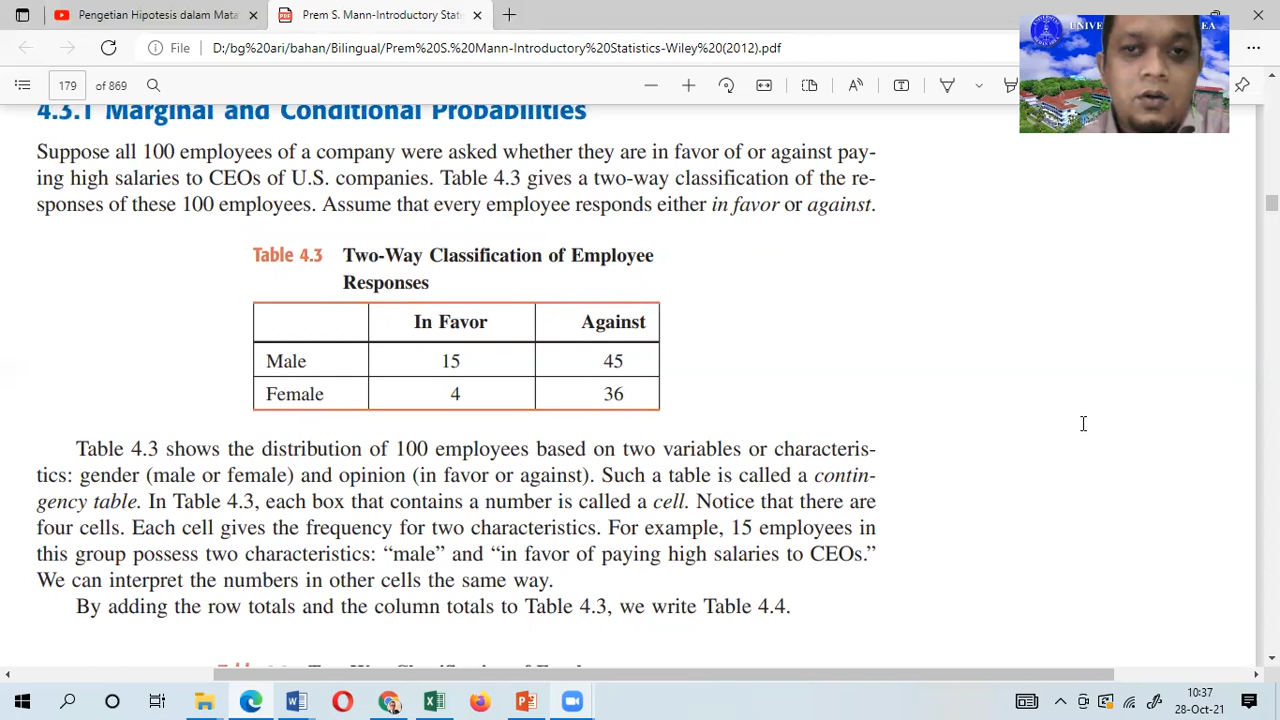 Pengetian Hipotesis dalam Mata
Prem S. Mann-Introductory Stat
File
D:/bg%20ari/bahan/Bilingual/Prem%20S.%20Mann-Introductory%20Statistics-Wiley%20(2012).pdf
179 of 869
4.3.1 Marginal and Conditional Probabilities
Suppose all 100 employees of a company were asked whether they are in favor of or against pay-
ing high salaries to CEOs of U.S. companies. Table 4.3 gives a two-way classification of the re-
sponses of these 100 employees. Assume that every employee responds either in favor or against.
Table 4.3 Two-Way Classification of Employee
Responses
In Favor Against
Male 15 45
Female 4 36
Table 4.3 shows the distribution of 100 employees based on two variables or characteris-
tics: gender (male or female) and opinion (in favor or against). Such a table is called a contin-
gency table. In Table 4.3, each box that contains a number is called a cell. Notice that there are
four cells. Each cell gives the frequency for two characteristics. For example, 15 employees in
this group possess two characteristics: “male” and “in favor of paying high salaries to CEOs.”
We can interpret the numbers in other cells the same way.
By adding the row totals and the column totals to Table 4.3, we write Table 4.4.
10:37
28-Oct-21